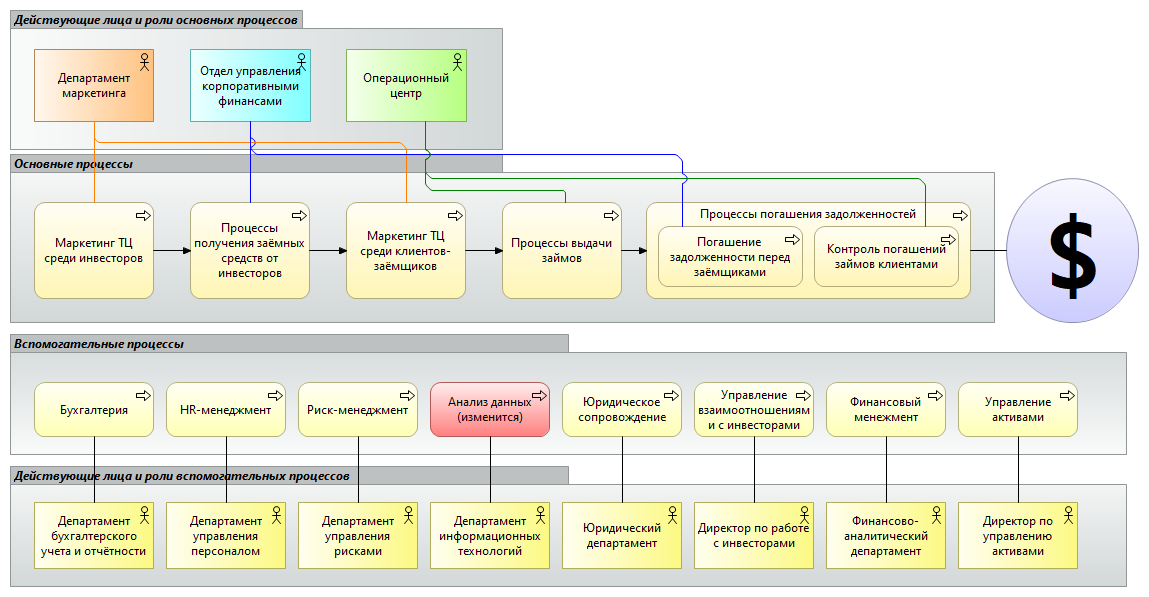 Действующие лица и роли основных процессов
Департамент
маркетинга
Отдел управления
корпоративными
финансами
Операционный
центр
Основные процессы
Маркетинг ТЦ
среди инвесторов
Процессы
получения заёмных
средств от
инвесторов
Маркетинг ТЦ
среди клиентов-
заёмщиков
Процессы выдачи
займов
Процессы погашения задолженностей
Погашение
задолженности перед
заёмщиками
Контроль погашений
займов клиентами
$
Вспомогательные процессы
Бухгалтерия
HR-менеджмент
Риск-менеджмент
Анализ данных
(изменится)
Юридическое
сопровождение
Управление
взаимоотношениям
и с инвесторами
Финансовый
менежмент
Управление
активами
Действующие лица и роли вспомогательных процессов
Департамент
бухгалтерского
учета и отчётности
Департамент
управления
персоналом
Департамент
управления
рисками
Департамент
информационных
технологий
Юридический
департамент
Директор по работе
с инвесторами
Финансово-
аналитический
департамент
Директор по
управлению
активами